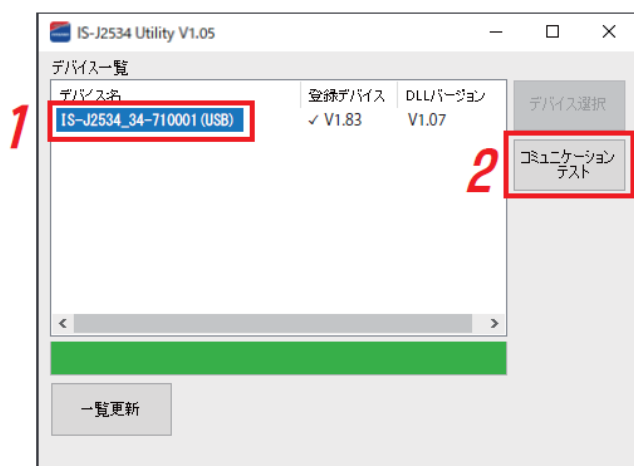 IS-J2534 Utility V1.05
デバイス一覧
デバイス名 登録デバイス DLLバージョン
IS-J2534_34-710001(USB) ✓ V1.83 V1.07
デバイス選択
1
2
コミュニケーション
テスト
一覧更新